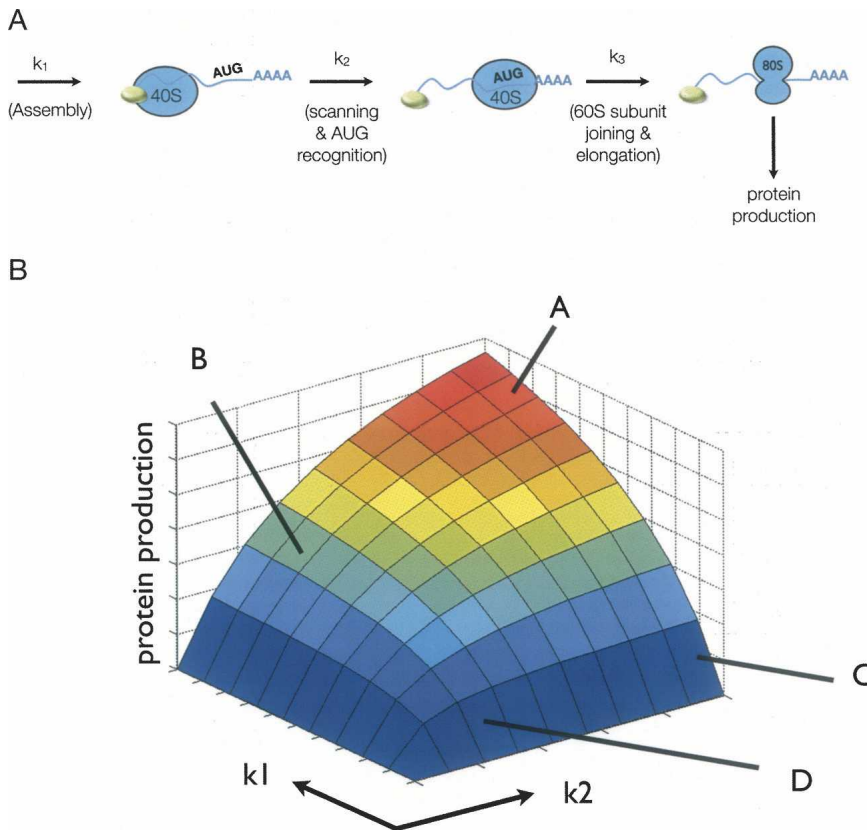 A
k₁
(Assembly)
40S
AUG
AAAA
k₂
(scanning
& AUG
recognition)
AUG
40S
AAAA
k₃
(60S subunit
joining &
elongation)
80S
AAAA
protein
production
B
A
B
protein production
C
D
k1
k2